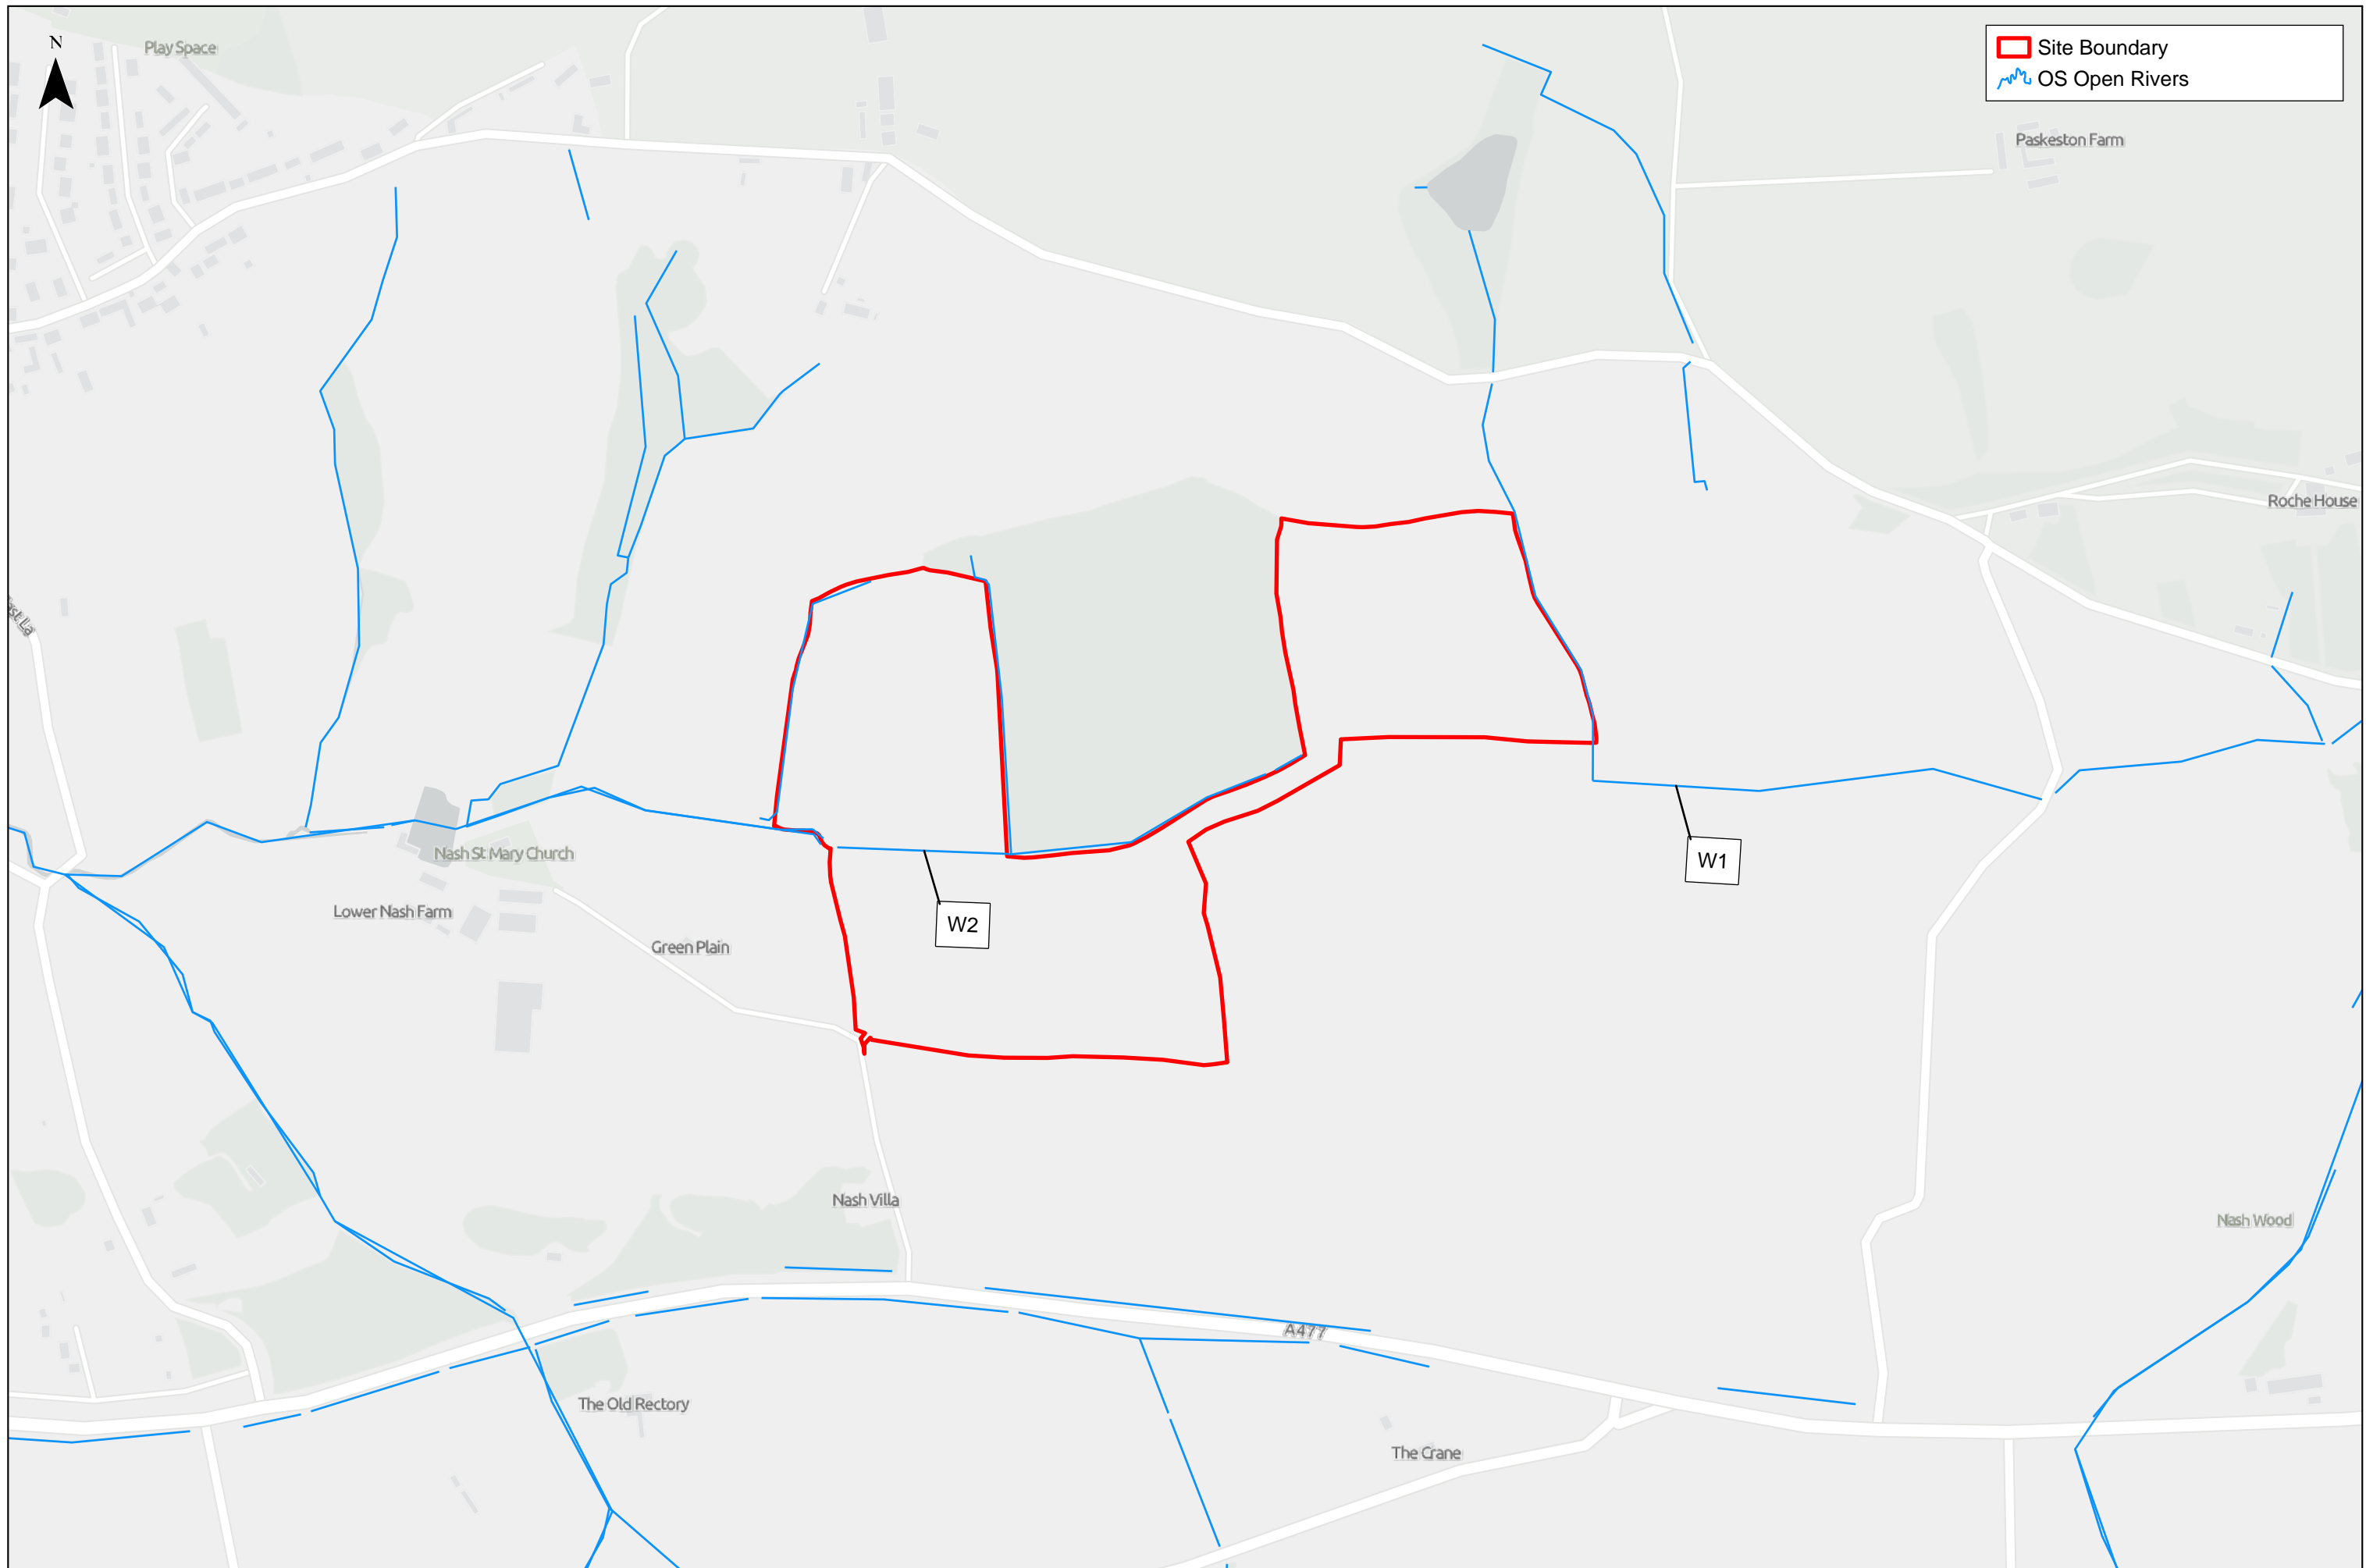 Play Space
N
Site Boundary
OS Open Rivers
Paskeston Farm
Roche House
Nash St Mary Church
W1
Lower Nash Farm
W2
Green Plain
Nash Villa
Nash Wood
A477
The Old Rectory
The Crane